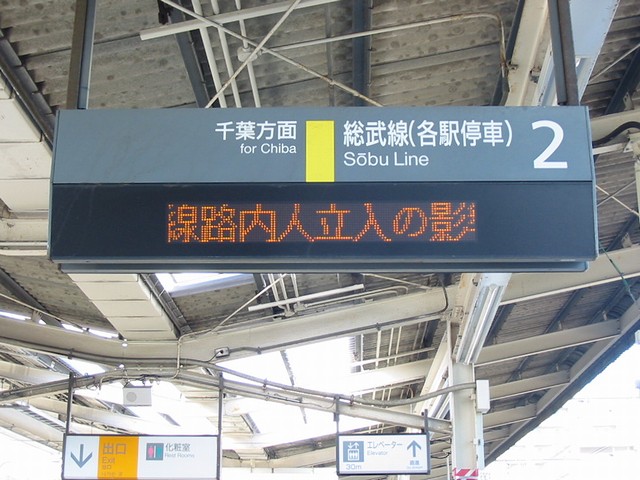 千葉方面
for Chiba
総武線(各駅停車)
Sōbu Line
2
線路内人立入の影
出口
Exit
化粧室
Rest Rooms
エレベーター
Elevator
30m